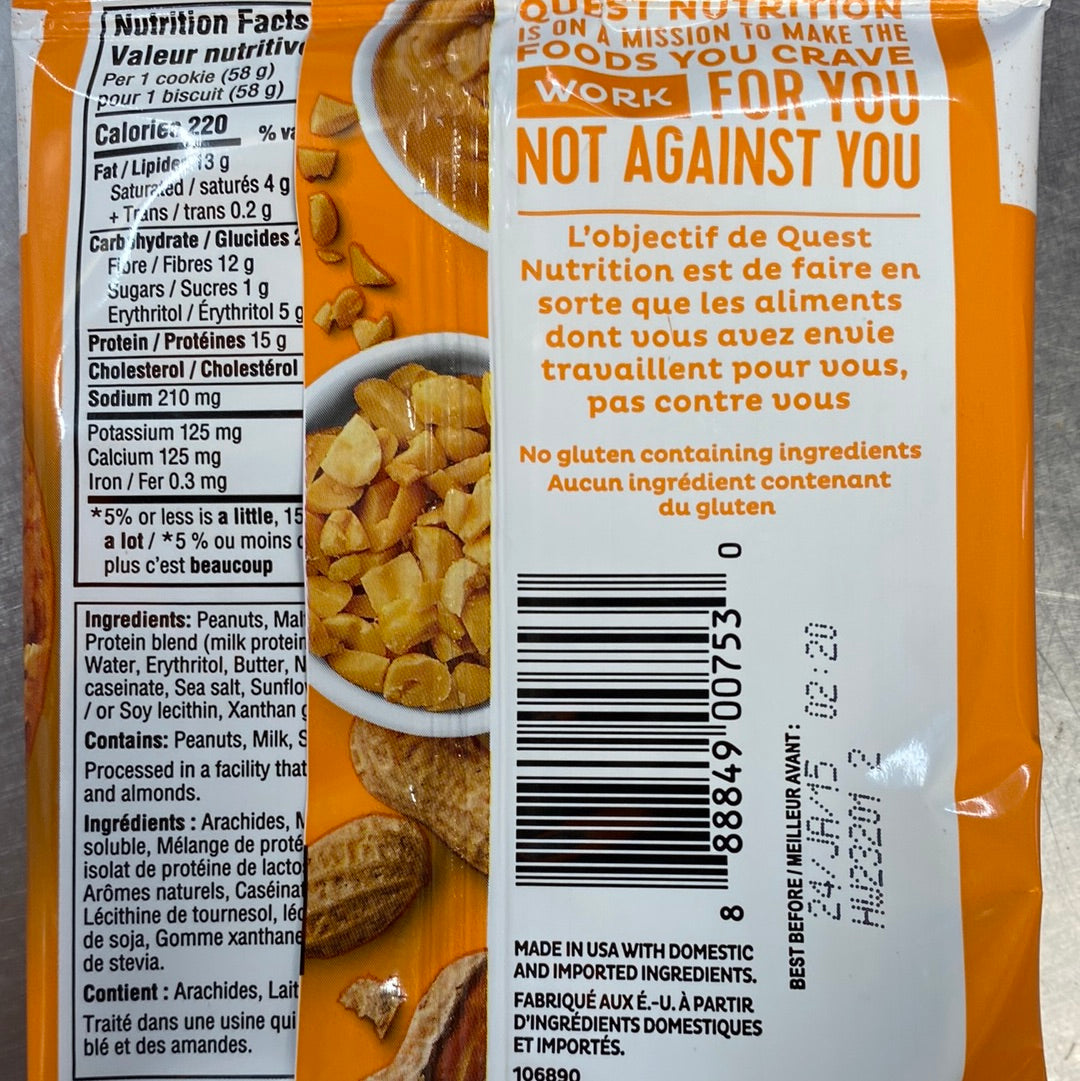 Nutrition Facts
Valeur nutritive
Per 1 cookie (58 g)
pour 1 biscuit (58 g)
Calories 220 %
Fat / Lipides 13 g
Saturated / saturés 4 g
+ Trans / trans 0.2 g
Carbohydrate / Glucides
Fibre / Fibres 12 g
Sugars / Sucres 1 g
Erythritol / Érythritol 5 g
Protein / Protéines 15 g
Cholesterol / Cholestérol
Sodium 210 mg
Potassium 125 mg
Calcium 125 mg
Iron / Fer 0.3 mg
*5% or less is a little, 15
a lot / *5 % ou moins
plus c'est beaucoup
Ingredients: Peanuts,
Protein blend (milk protein
Water, Erythritol, Butter,
caseinate, Sea salt,
/ or Soy lecithin, Xanthan
Contains: Peanuts, Milk,
Processed in a facility that
and almonds.
Ingrédients : Arachides,
soluble, Mélange de
isolat de protéine de
Arômes naturels,
Lécithine de tournesol,
de soja, Gomme xanthane
de stevia.
Contient : Arachides, Lait
Traité dans une usine qui
blé et des amandes.
QUEST NUTRITION
IS ON A MISSION TO MAKE THE
FOODS YOU CRAVE
WORK FOR YOU
NOT AGAINST YOU
L'objectif de Quest
Nutrition est de faire en
sorte que les aliments
dont vous avez envie
travaillent pour vous,
pas contre vous
No gluten containing ingredients
Aucun ingrédient contenant
du gluten
8 88849 00753 0
BEST BEFORE / MEILLEUR AVANT :
24/JA/15 02:20
HU23201 2
MADE IN USA WITH DOMESTIC
AND IMPORTED INGREDIENTS.
FABRIQUÉ AUX É.-U. À PARTIR
D'INGRÉDIENTS DOMESTIQUES
ET IMPORTÉS.
106890